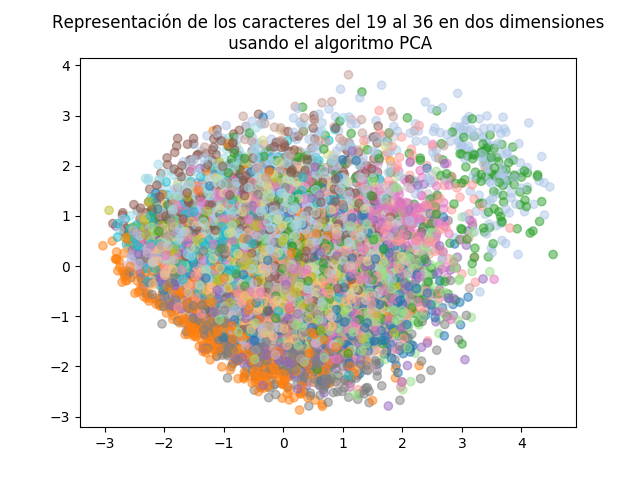 Representación de los caracteres del 19 al 36 en dos dimensiones
usando el algoritmo PCA
4
3
2
1
0
−1
−2
−3
−3 −2 −1 0 1 2 3 4